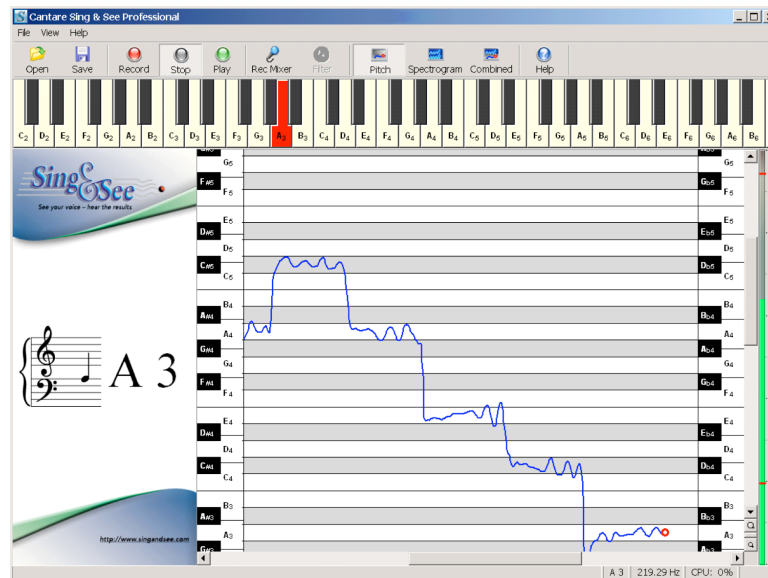 Cantare Sing & See Professional
File View Help
Open Save Record Stop Play Rec Mixer Filter Pitch Spectrogram Combined Help
C2 D2 E2 F2 G2 A2 B2 C3 D3 E3 F3 G3 A3 B3 C4 D4 E4 F4 G4 A4 B4 C5 D5 E5 F5 G5 A5 B5 C6 D6 E6 F6 G6 A6 B6
Sing&See
See your voice - hear the results
G5 G5
F#5 Gb5
F5 F5
E5 E5
D#5 Eb5
D5 D5
C#5 Db5
C5 C5
B4 B4
A#4 Bb4
A4 A4
G#4 Ab4
G4 G4
F#4 Gb4
F4 F4
E4 E4
D#4 Eb4
D4 D4
C#4 Db4
C4 C4
B3 B3
A#3 Bb3
A3 A3
G#3 Ab3
A 3
http://www.singandsee.com
A 3 219.29 Hz CPU: 0%